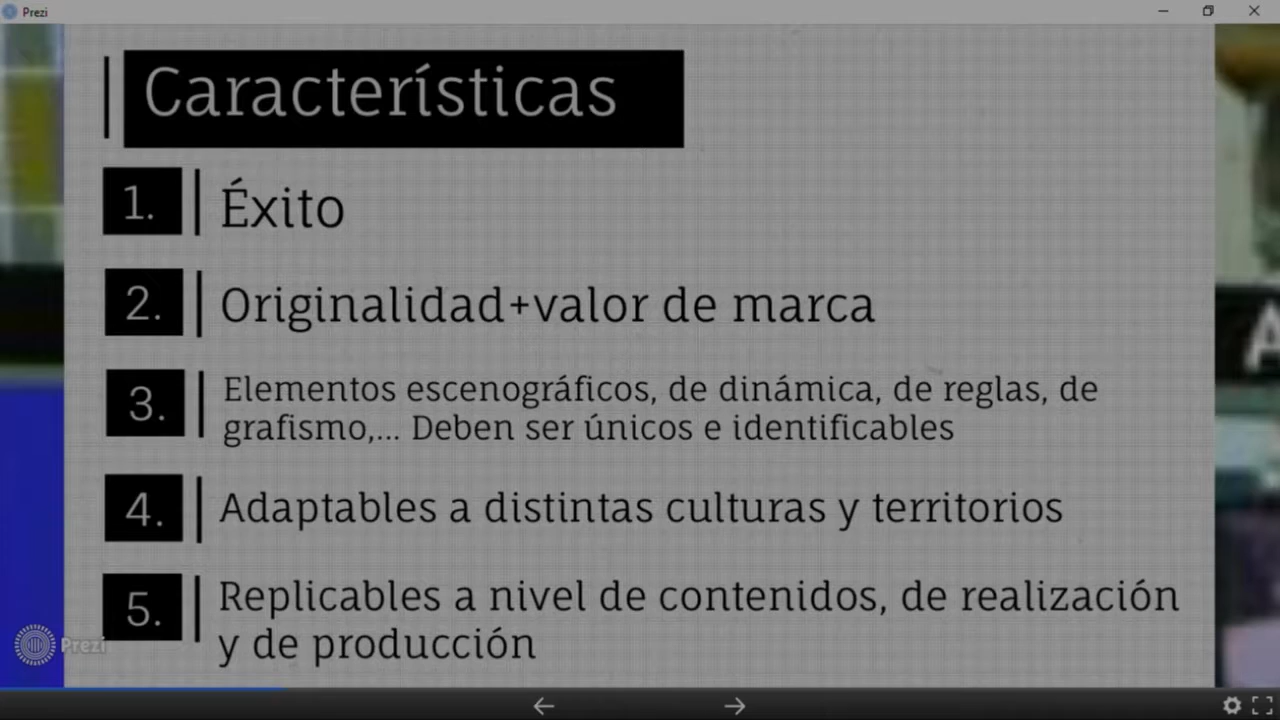 Prezi
Características
1. Éxito
2. Originalidad+valor de marca
3. Elementos escenográficos, de dinámica, de reglas, de
grafismo,... Deben ser únicos e identificables
4. Adaptables a distintas culturas y territorios
5. Replicables a nivel de contenidos, de realización
y de producción
Prezi
A